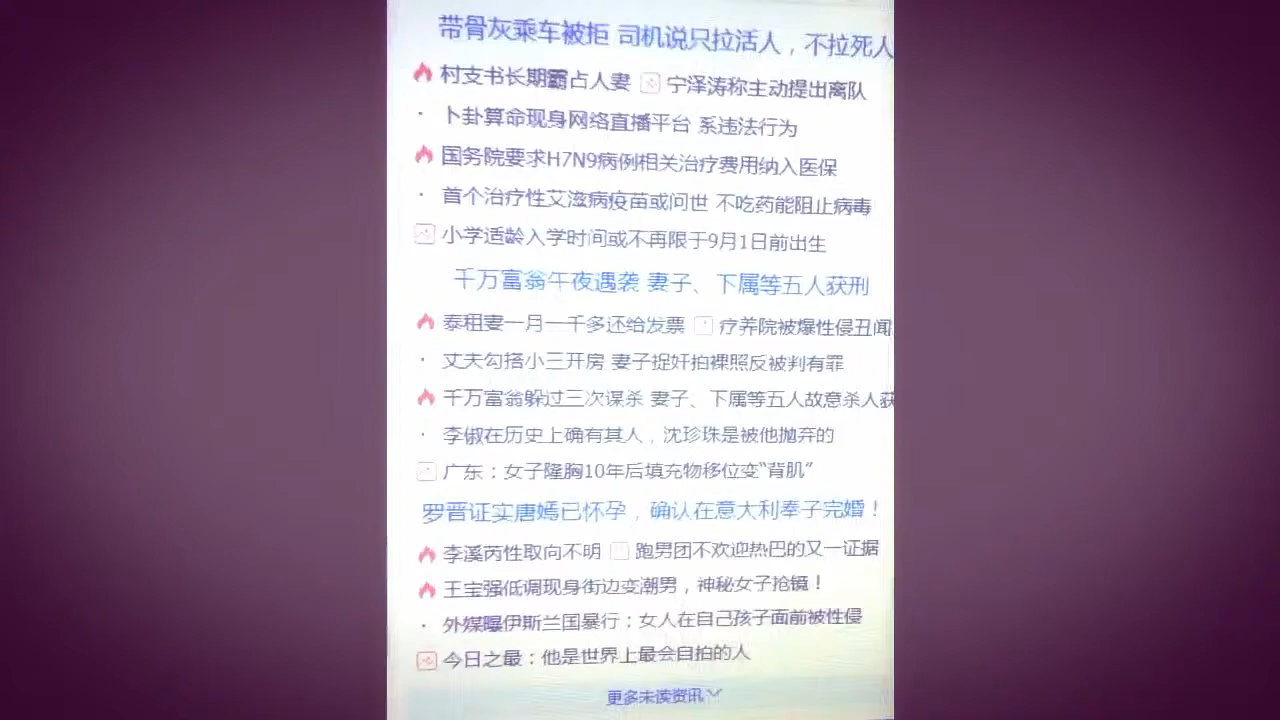 带骨灰乘车被拒 司机说只拉活人，不拉死人
村支书长期霸占人妻 宁泽涛称主动提出离队
· 卜卦算命现身网络直播平台 系违法行为
国务院要求H7N9病例相关治疗费用纳入医保
· 首个治疗性艾滋病疫苗或问世 不吃药能阻止病毒
小学适龄入学时间或不再限于9月1日前出生
千万富翁午夜遇袭 妻子、下属等五人获刑
泰租妻一月一千多还给发票 疗养院被爆性侵丑闻
· 丈夫勾搭小三开房 妻子捉奸拍裸照反被判有罪
千万富翁躲过三次谋杀 妻子、下属等五人故意杀人获
· 李俶在历史上确有其人，沈珍珠是被他抛弃的
广东：女子隆胸10年后填充物移位变“背肌”
罗晋证实唐嫣已怀孕，确认在意大利奉子完婚！
李溪芮性取向不明 跑男团不欢迎热巴的又一证据
王宝强低调现身街边变潮男，神秘女子抢镜！
· 外媒曝伊斯兰国暴行：女人在自己孩子面前被性侵
今日之最：他是世界上最会自拍的人
更多未读资讯